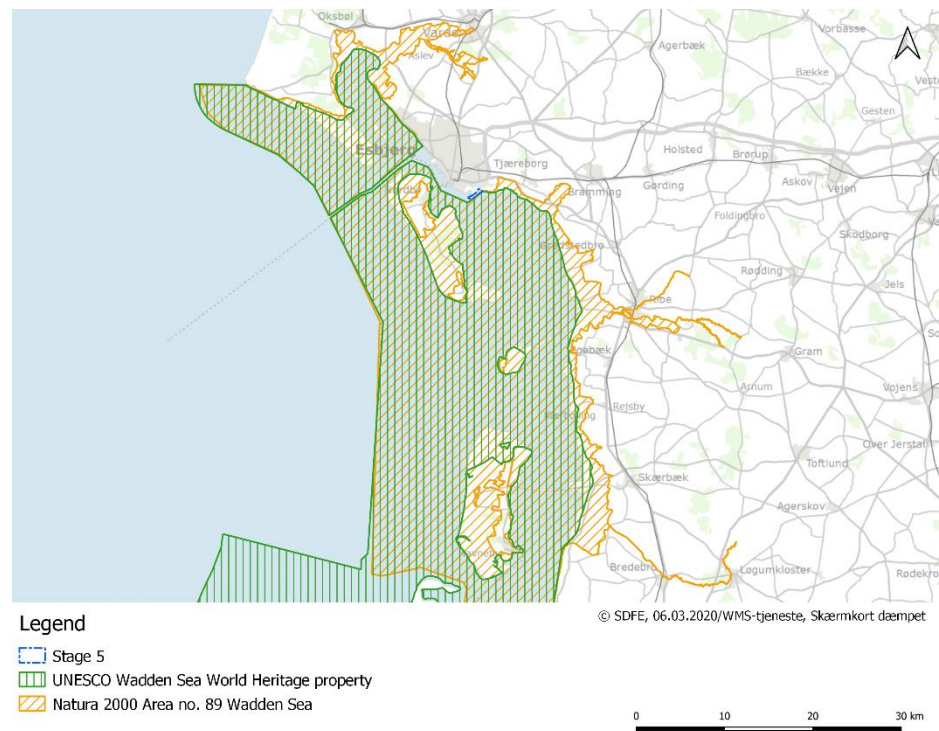 Oksbøl
Varde
Agerbæk
Vorbasse
Aslev
Bække
Gesten
Esbjerg
Holsted
Brørup
Tjæreborg
Askov
Vejen
Bramming
Gørding
Foldingbro
Skodborg
Gredstedbro
Rødding
Jels
Ribe
Gram
Arnum
Vojens
Rejsby
Over Jerstal
Toftlund
Skærbæk
Agerskov
Bredebro
Løgumkloster
Rødekro
© SDFE, 06.03.2020/WMS-tjeneste, Skærmkort dæmpet
Legend
Stage 5
UNESCO Wadden Sea World Heritage property
Natura 2000 Area no. 89 Wadden Sea
0 10 20 30 km